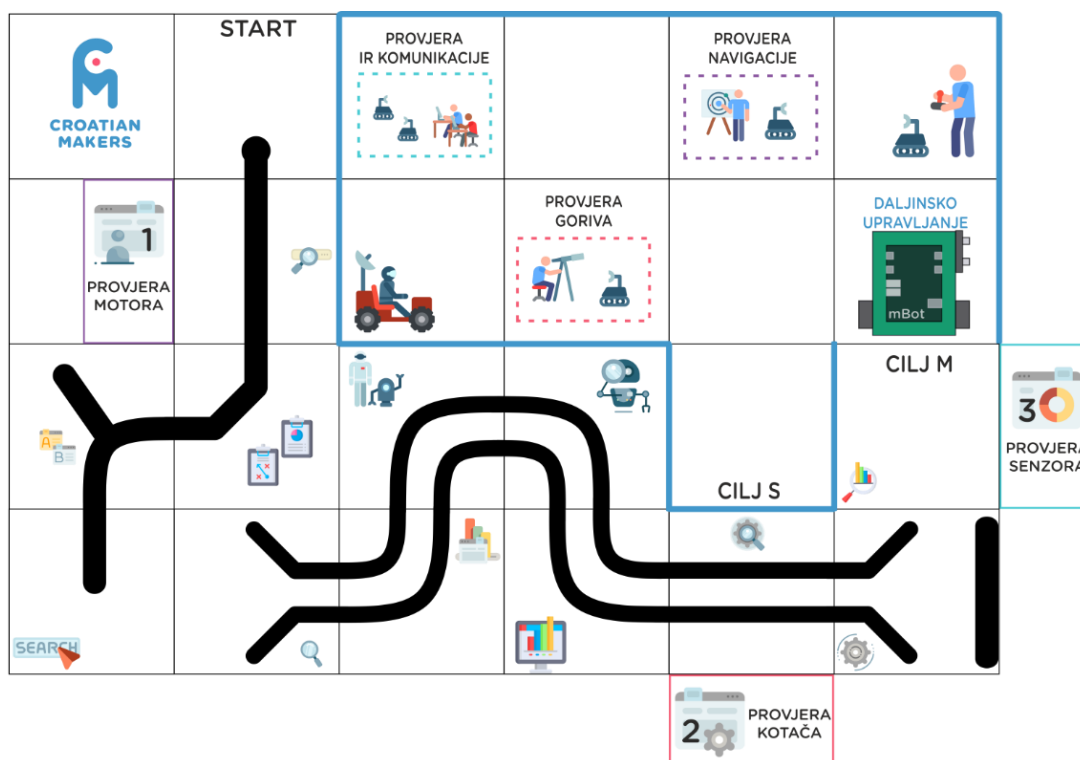 CROATIAN
MAKERS
START
PROVJERA
IR KOMUNIKACIJE
PROVJERA
NAVIGACIJE
1
PROVJERA
MOTORA
PROVJERA
GORIVA
DALJINSKO
UPRAVLJANJE
mBot
A
B
CILJ S
CILJ M
3
PROVJERA
SENZORA
SEARCH
2
PROVJERA
KOTAČA